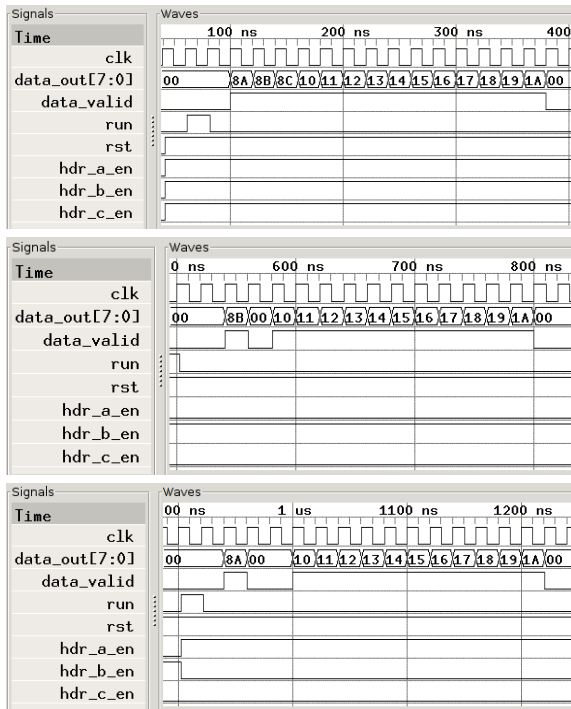 Signals Waves
Time 100 ns 200 ns 300 ns 400
clk
data_out[7:0] 00 8A 8B 8C 10 11 12 13 14 15 16 17 18 19 1A 00
data_valid
run
rst
hdr_a_en
hdr_b_en
hdr_c_en
Signals Waves
Time 0 ns 600 ns 700 ns 800 ns
clk
data_out[7:0] 00 8B 00 10 11 12 13 14 15 16 17 18 19 1A 00
data_valid
run
rst
hdr_a_en
hdr_b_en
hdr_c_en
Signals Waves
Time 00 ns 1 us 1100 ns 1200 ns
clk
data_out[7:0] 00 8A 00 10 11 12 13 14 15 16 17 18 19 1A 00
data_valid
run
rst
hdr_a_en
hdr_b_en
hdr_c_en